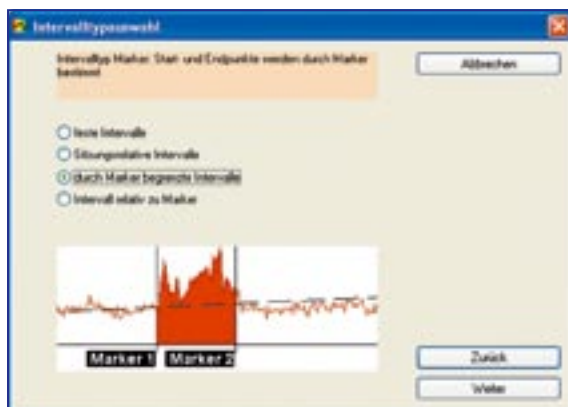 Intervalltypauswahl
Intervalltyp Marker: Start- und Endpunkte werden durch Marker
bestimmt
Abbrechen
feste Intervalle
Sitzungsrelative Intervalle
durch Marker begrenzte Intervalle
Intervall relativ zu Marker
Marker 1 Marker 2
Zurück
Weiter